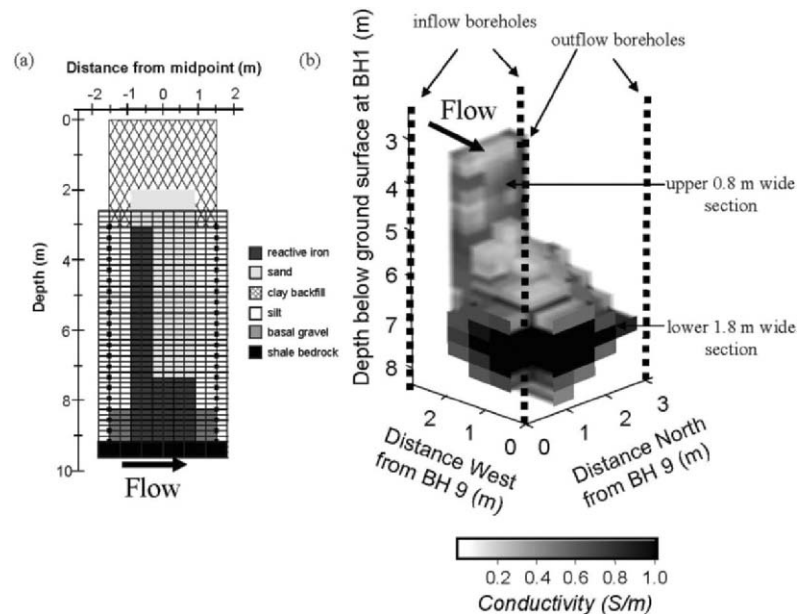 (a)
Distance from midpoint (m)
-2 -1 0 1 2
Depth (m)
0
2
4
6
8
10
reactive iron
sand
clay backfill
silt
basal gravel
shale bedrock
Flow
(b)
inflow boreholes
outflow boreholes
Flow
Depth below ground surface at BH1 (m)
3
4
5
6
7
8
upper 0.8 m wide
section
lower 1.8 m wide
section
2 1 0
0 1 2 3
Distance West
from BH 9 (m)
Distance North
from BH 9 (m)
0.2 0.4 0.6 0.8 1.0
Conductivity (S/m)